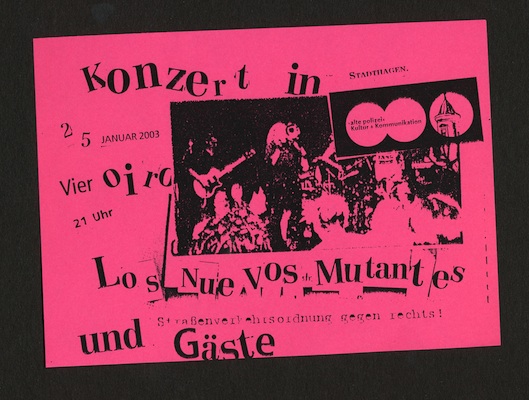 Konzert in
STADTHAGEN.
25 JANUAR 2003
›alte polizei‹
Kultur + Kommunikation
Vier oiro
21 Uhr
Los Nuevos de Mutantes
Straßenverkehrsordnung gegen rechts!
und Gäste